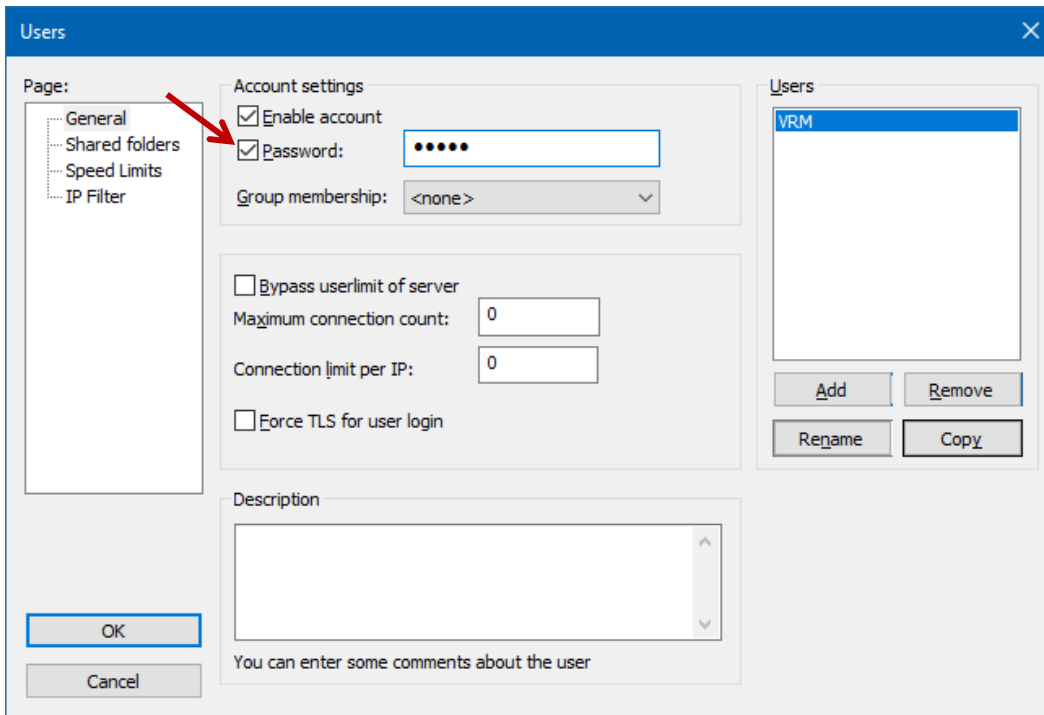 Users
Page:
General
Shared folders
Speed Limits
IP Filter
Account settings
Enable account
Password: •••••
Group membership: <none>
Bypass userlimit of server
Maximum connection count: 0
Connection limit per IP: 0
Force TLS for user login
Description
You can enter some comments about the user
Users
VRM
Add Remove
Rename Copy
OK
Cancel